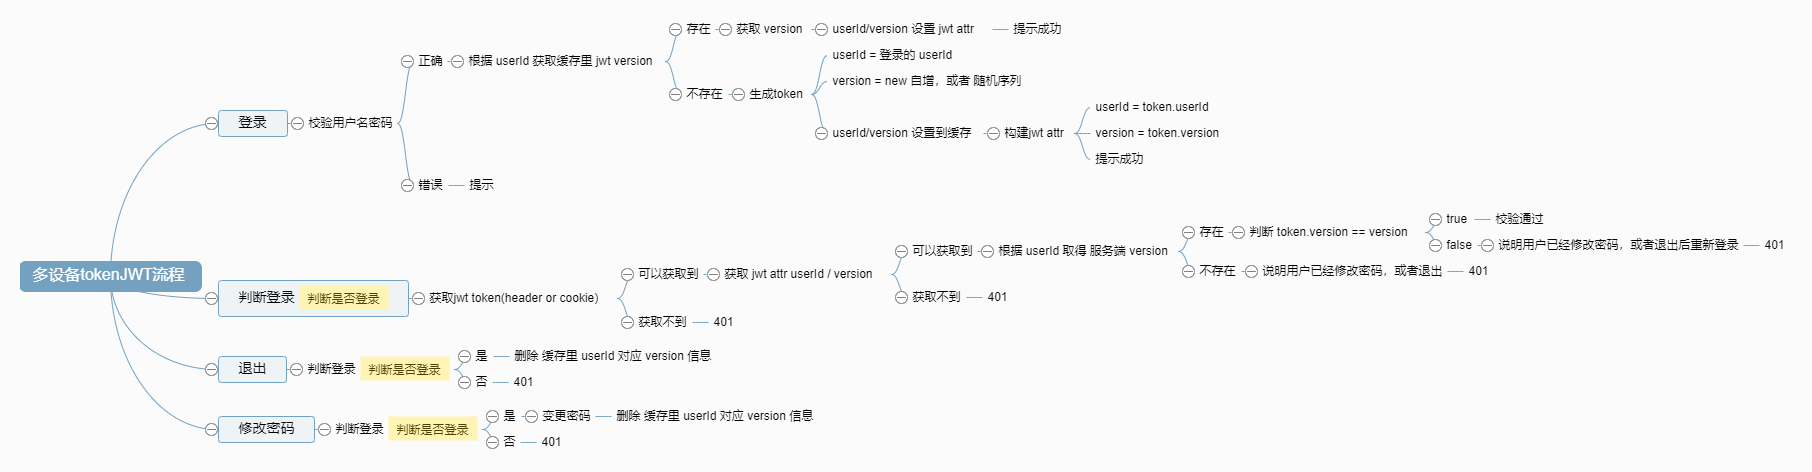 多设备tokenJWT流程
登录
校验用户名密码
正确
根据 userId 获取缓存里 jwt version
存在
获取 version
userId/version 设置 jwt attr
提示成功
不存在
生成token
userId = 登录的 userId
version = new 自增，或者 随机序列
userId/version 设置到缓存
构建jwt attr
userId = token.userId
version = token.version
提示成功
错误
提示
判断登录
判断是否登录
获取jwt token(header or cookie)
可以获取到
获取 jwt attr userId / version
可以获取到
根据 userId 取得 服务端 version
存在
判断 token.version == version
true
校验通过
false
说明用户已经修改密码，或者退出后重新登录
401
不存在
说明用户已经修改密码，或者退出
401
获取不到
401
获取不到
401
退出
判断登录
判断是否登录
是
删除 缓存里 userId 对应 version 信息
否
401
修改密码
判断登录
判断是否登录
是
变更密码
删除 缓存里 userId 对应 version 信息
否
401